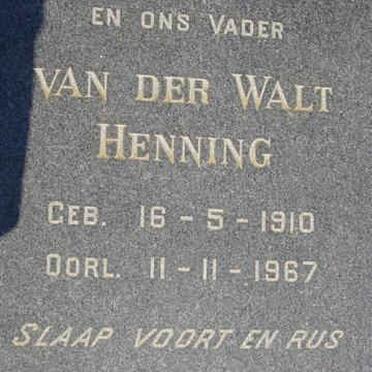 EN ONS VADER
VAN DER WALT
HENNING
GEB. 16 - 5 - 1910
OORL. 11 - 11 - 1967
SLAAP VOORT EN RUS